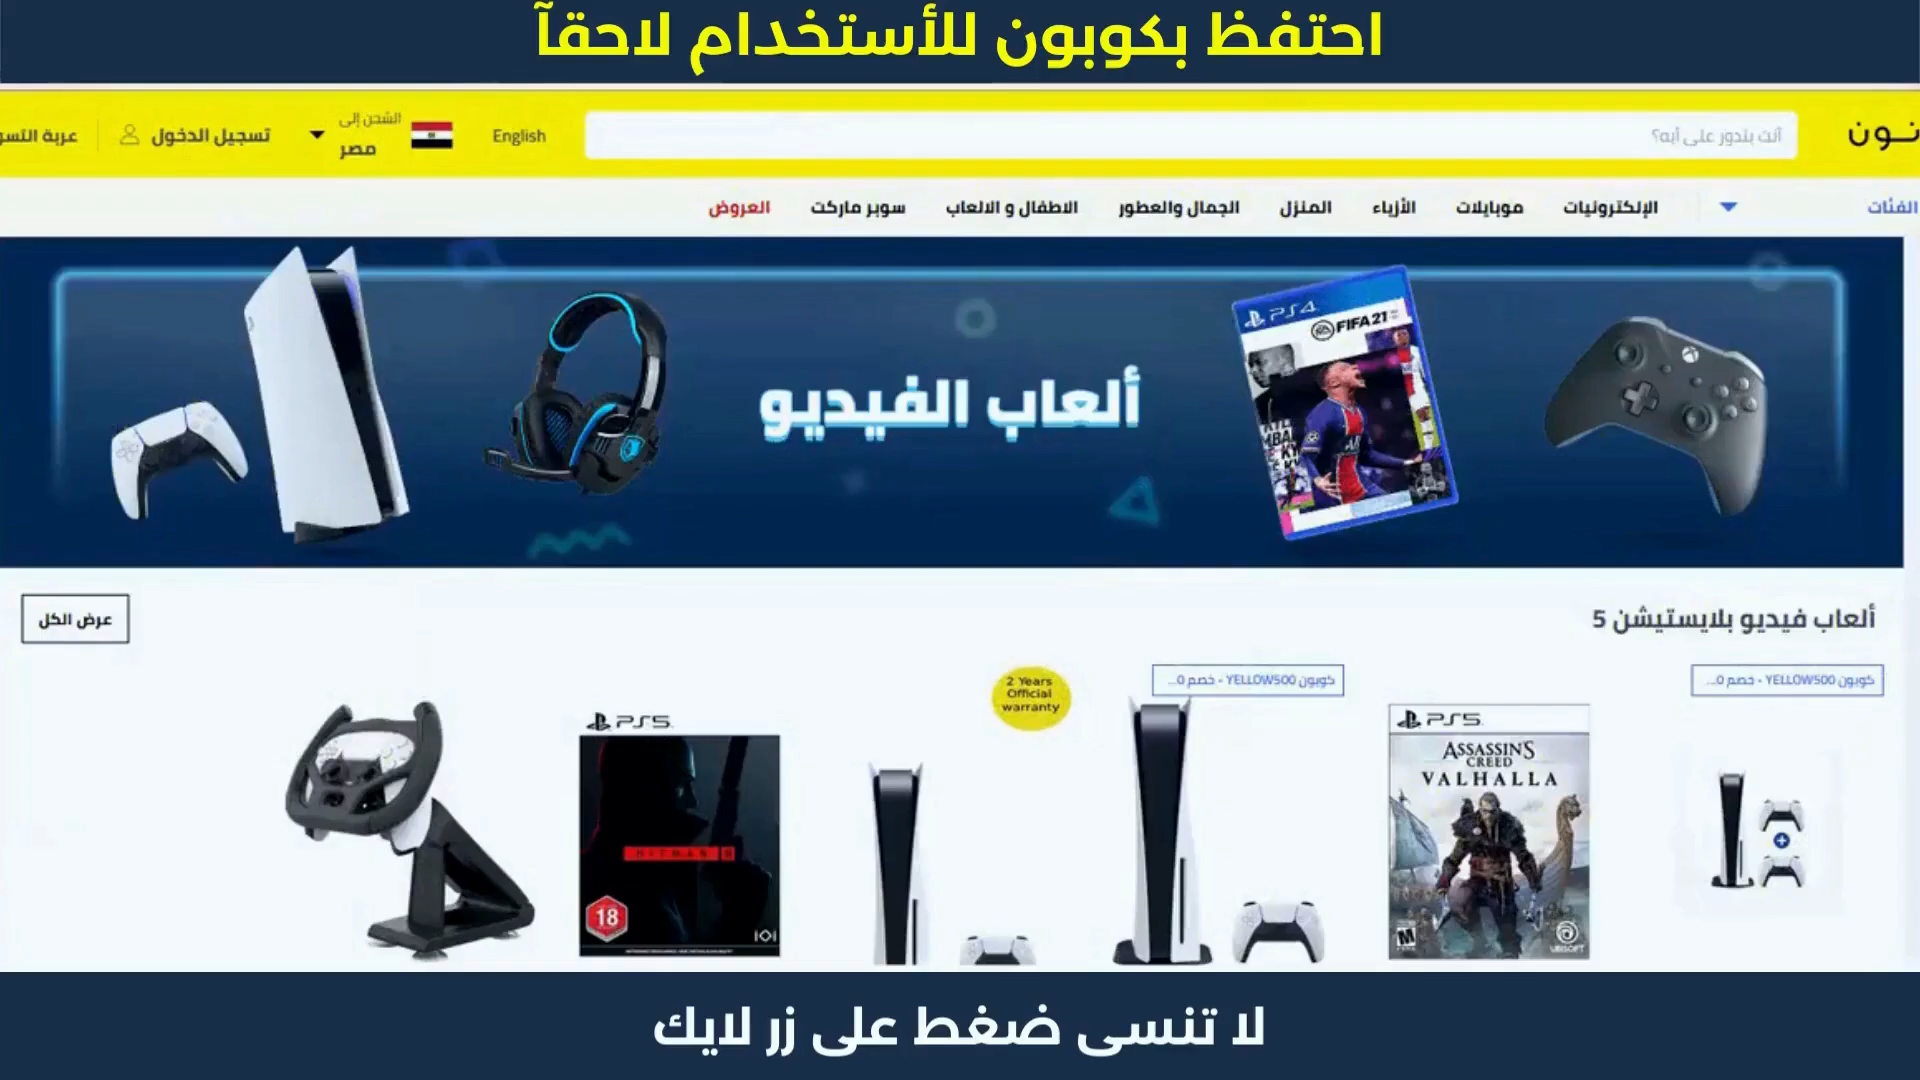 احتفظ بكوبون للأستخدام لاحقآ
نون
أنت بتدور على أيه؟
English
الشحن إلى
مصر
تسجيل الدخول
عربة التسو
الفئات
الإلكترونيات
موبايلات
الأزياء
المنزل
الجمال والعطور
الاطفال و الالعاب
سوبر ماركت
العروض
PS4
FIFA 21
ألعاب الفيديو
ألعاب فيديو بلايستيشن 5
عرض الكل
كوبون YELLOW500 - خصم 0...
كوبون YELLOW500 - خصم 0...
2 Years
Official
warranty
PS5
ASSASSIN'S
CREED
VALHALLA
M
UBISOFT
PS5
HITMAN
18
لا تنسى ضغط على زر لايك